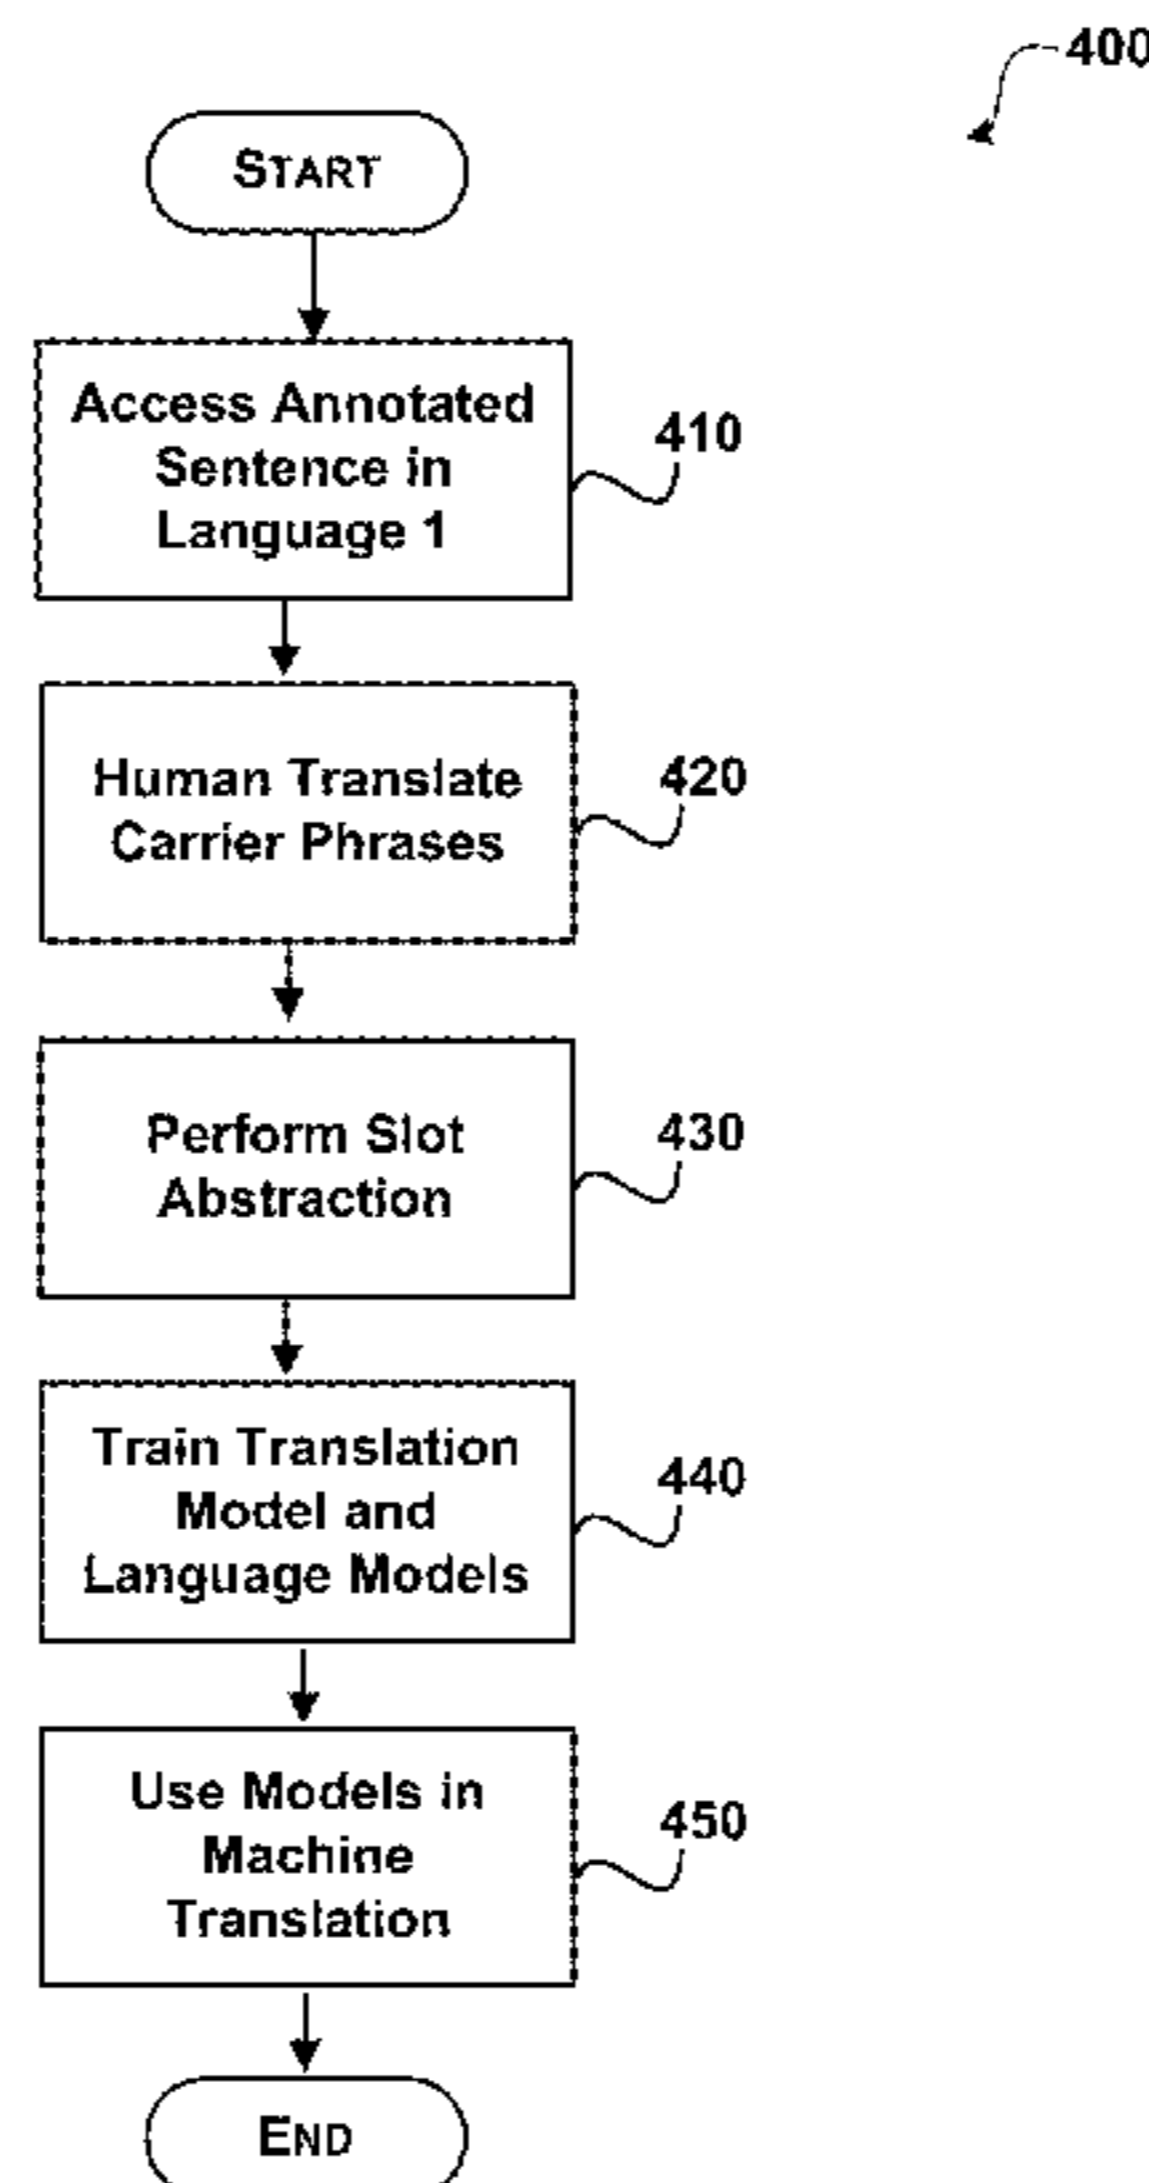 400
START
Access Annotated
Sentence in
Language 1
410
Human Translate
Carrier Phrases
420
Perform Slot
Abstraction
430
Train Translation
Model and
Language Models
440
Use Models in
Machine
Translation
450
END